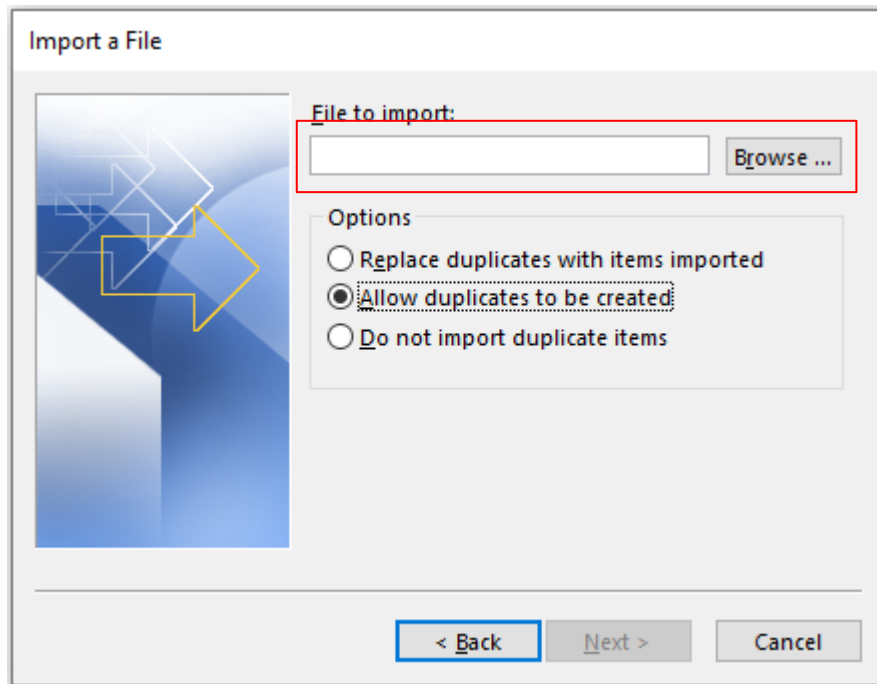 Import a File
File to import:
Browse ...
Options
Replace duplicates with items imported
Allow duplicates to be created
Do not import duplicate items
< Back Next > Cancel